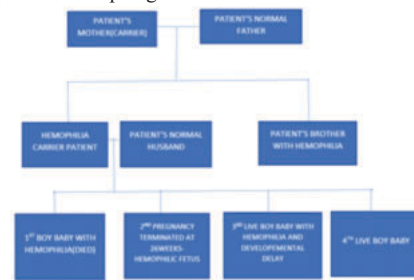 PATIENT'S
MOTHER(CARRIER)
PATIENT'S NORMAL
FATHER
HEMOPHILIA
CARRIER PATIENT
PATIENT'S NORMAL
HUSBAND
PATIENT'S BROTHER
WITH HEMOPHILIA
1ST BOY BABY WITH
HEMOPHILIA(DIED)
2ND PREGNANCY
TERMINATED AT
26WEEKS-
HEMOPHILIC FETUS
3RD LIVE BOY BABY WITH
HEMOPHILIA AND
DEVELOPMENTAL
DELAY
4TH LIVE BOY BABY